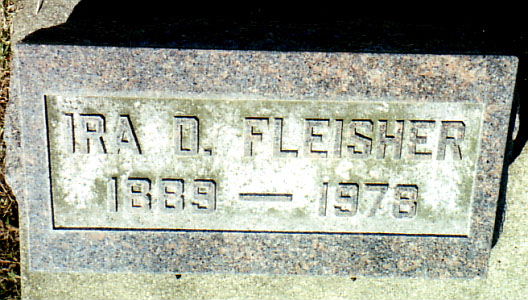 IRA D. FLEISHER
1889 — 1978